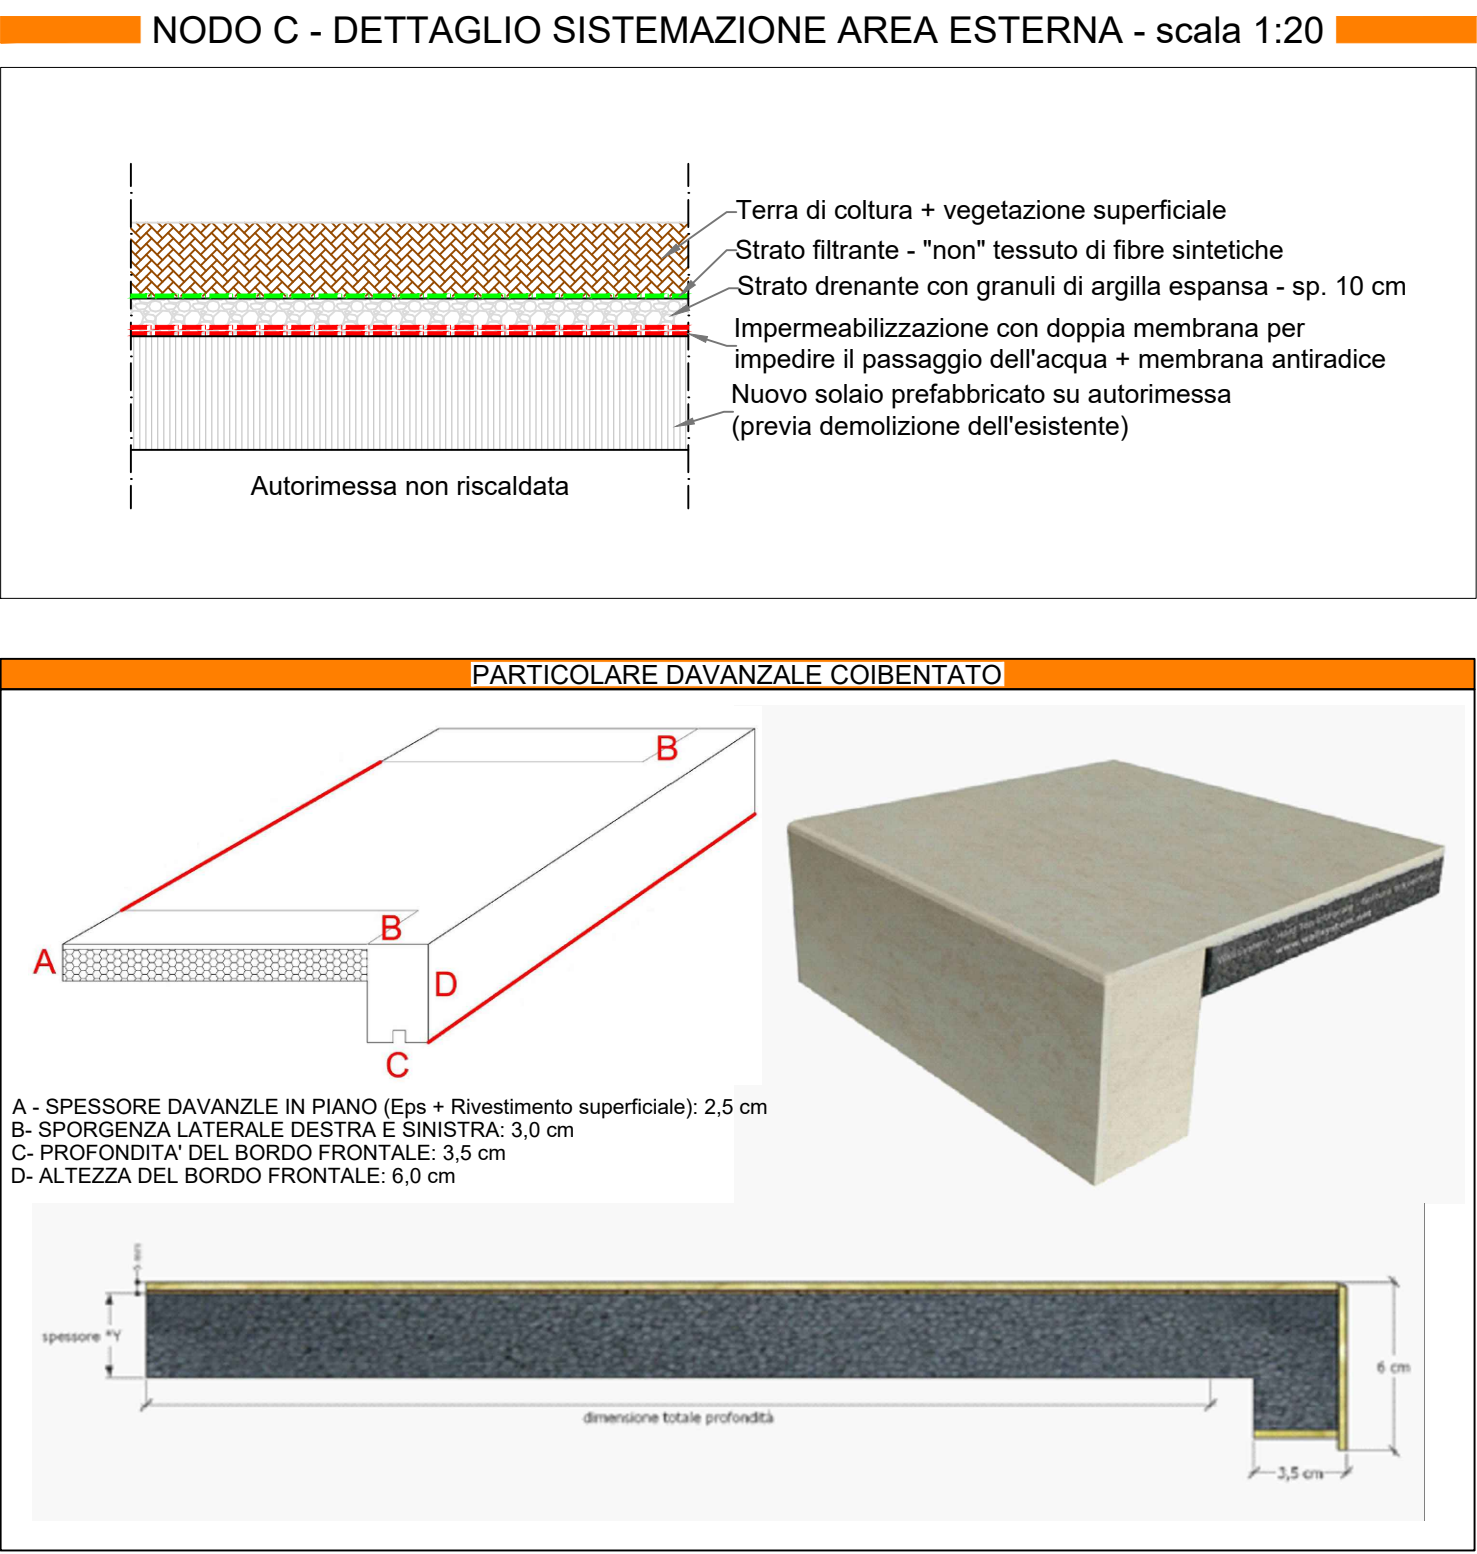 NODO C - DETTAGLIO SISTEMAZIONE AREA ESTERNA - scala 1:20
Terra di coltura + vegetazione superficiale
Strato filtrante - "non" tessuto di fibre sintetiche
Strato drenante con granuli di argilla espansa - sp. 10 cm
Impermeabilizzazione con doppia membrana per
impedire il passaggio dell'acqua + membrana antiradice
Nuovo solaio prefabbricato su autorimessa
(previa demolizione dell'esistente)
Autorimessa non riscaldata
PARTICOLARE DAVANZALE COIBENTATO
B
B
A
D
C
A - SPESSORE DAVANZLE IN PIANO (Eps + Rivestimento superficiale): 2,5 cm
B- SPORGENZA LATERALE DESTRA E SINISTRA: 3,0 cm
C- PROFONDITA' DEL BORDO FRONTALE: 3,5 cm
D- ALTEZZA DEL BORDO FRONTALE: 6,0 cm
spessore *Y
6 cm
dimensione totale profondità
3,5 cm